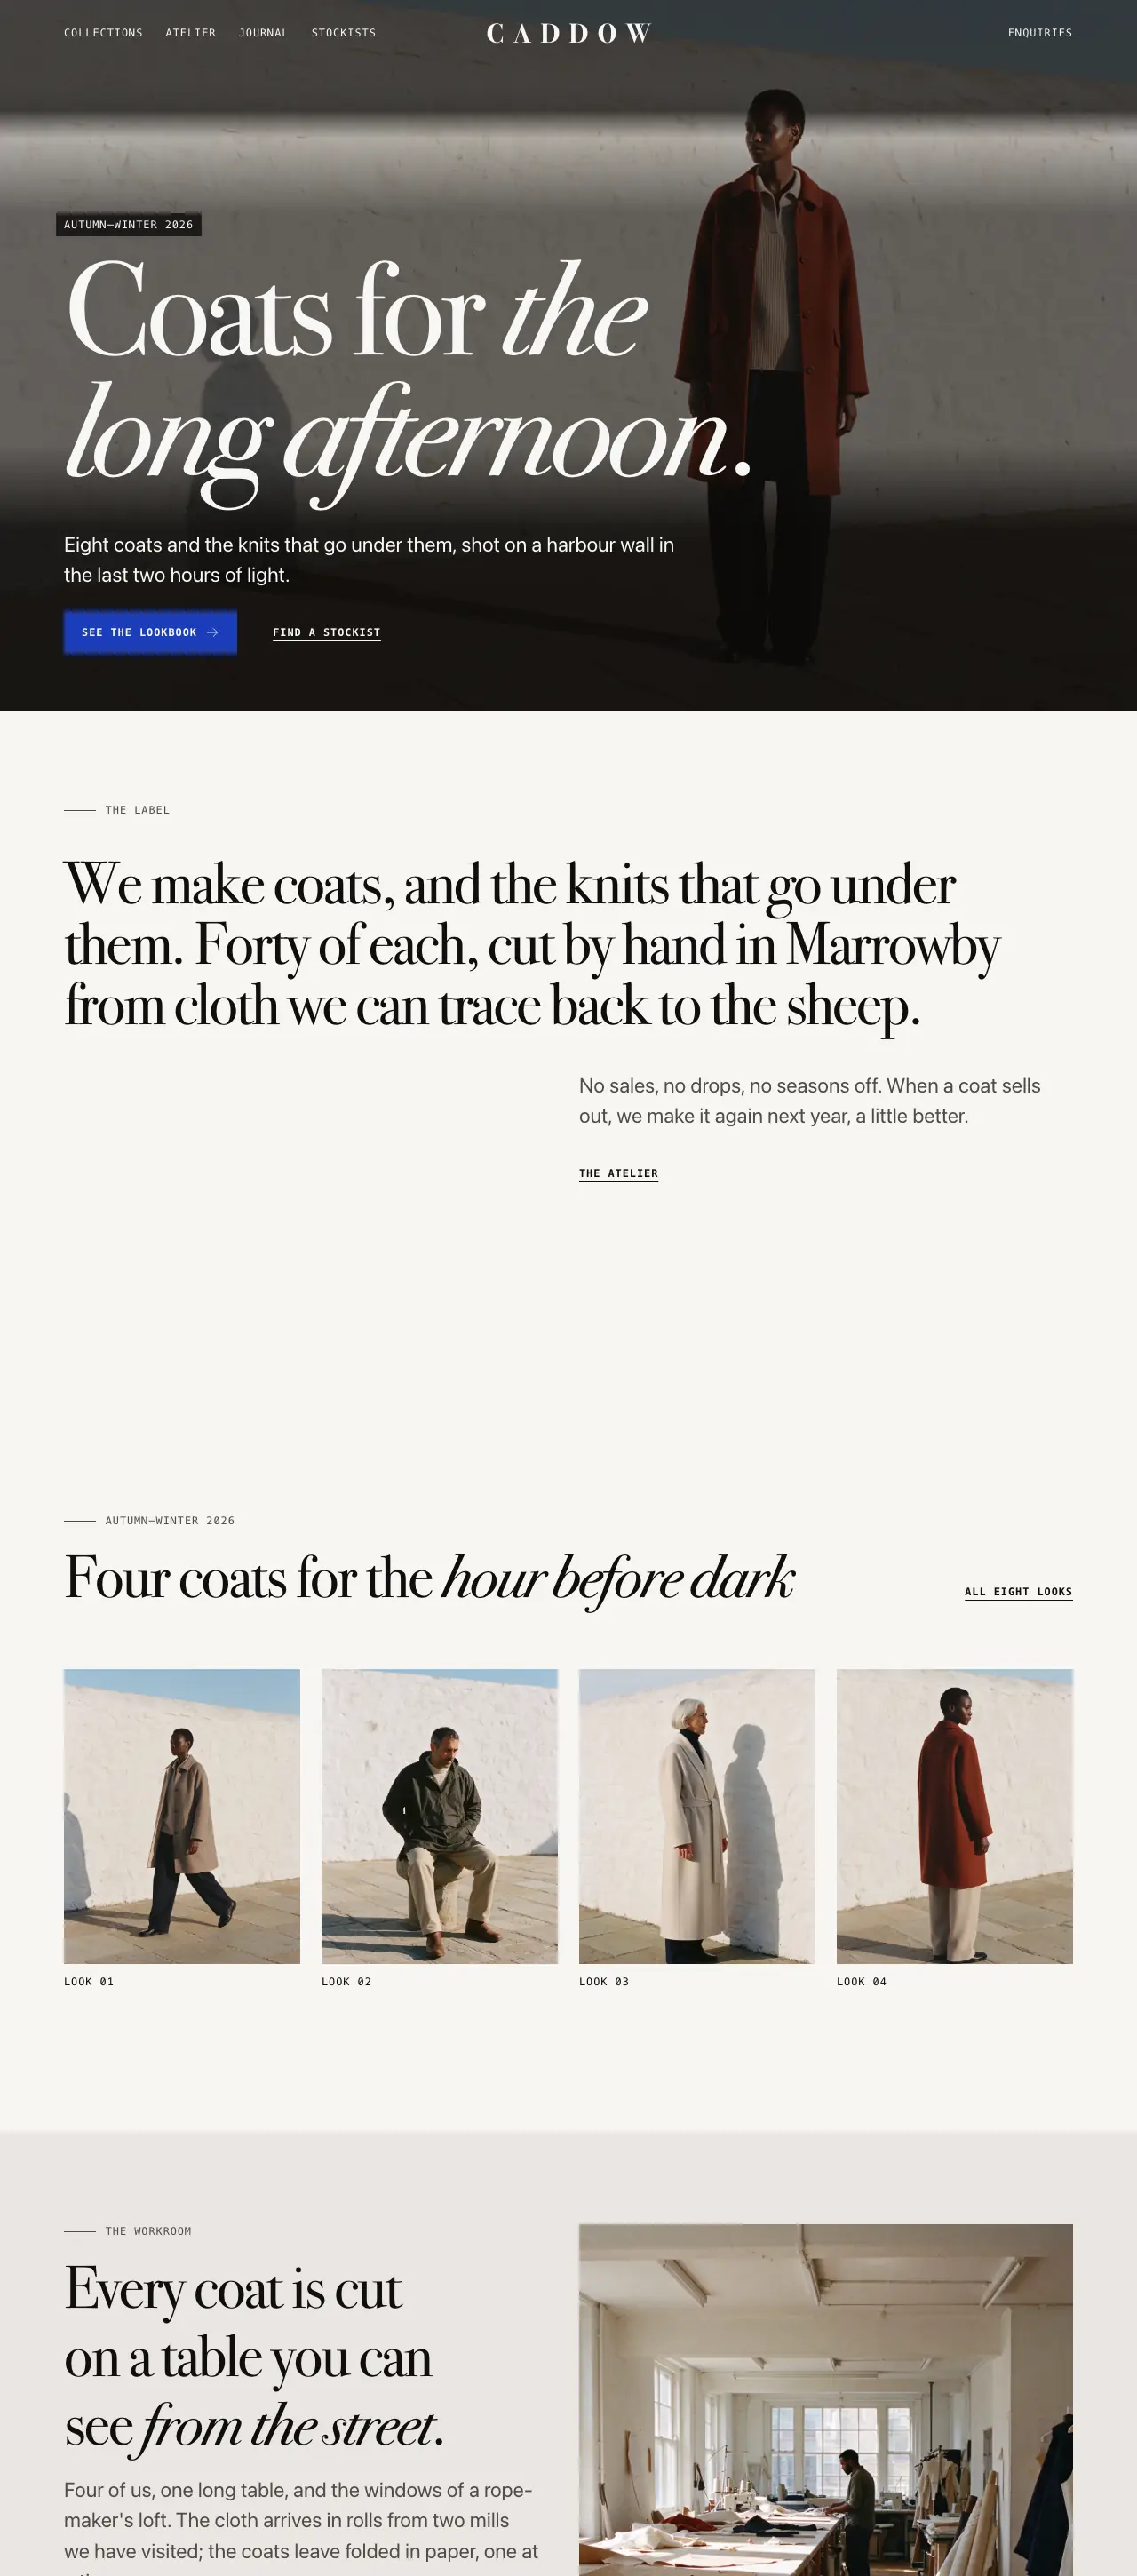 COLLECTIONS ATELIER JOURNAL STOCKISTS CADDOW ENQUIRIES
AUTUMN–WINTER 2026
Coats for the
long afternoon.
Eight coats and the knits that go under them, shot on a harbour wall in
the last two hours of light.
SEE THE LOOKBOOK → FIND A STOCKIST
THE LABEL
We make coats, and the knits that go under
them. Forty of each, cut by hand in Marrowby
from cloth we can trace back to the sheep.
No sales, no drops, no seasons off. When a coat sells
out, we make it again next year, a little better.
THE ATELIER
AUTUMN–WINTER 2026
Four coats for the hour before dark
ALL EIGHT LOOKS
LOOK 01 LOOK 02 LOOK 03 LOOK 04
THE WORKROOM
Every coat is cut
on a table you can
see from the street.
Four of us, one long table, and the windows of a rope-
maker's loft. The cloth arrives in rolls from two mills
we have visited; the coats leave folded in paper, one at